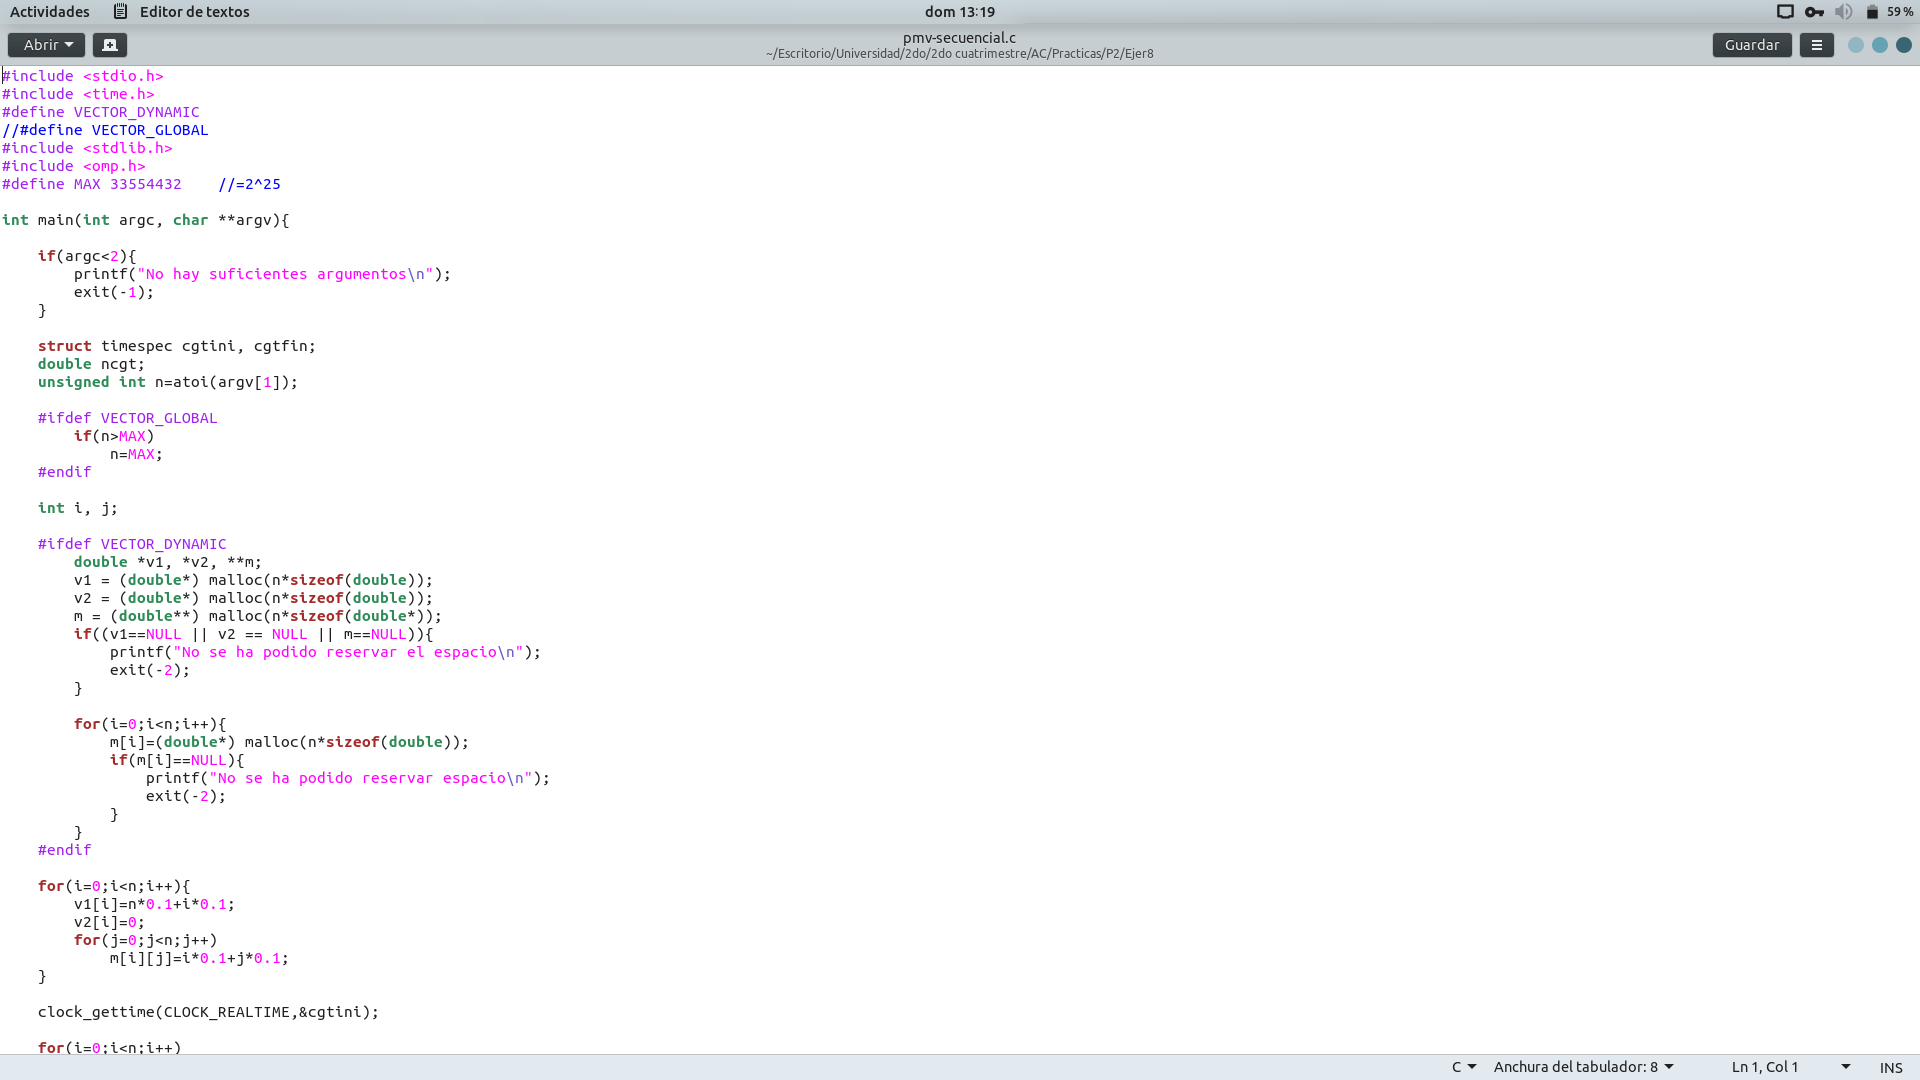 Actividades Editor de textos dom 13:19 59 %
Abrir pmv-secuencial.c Guardar
~/Escritorio/Universidad/2do/2do cuatrimestre/AC/Practicas/P2/Ejer8
#include <stdio.h>
#include <time.h>
#define VECTOR_DYNAMIC
//#define VECTOR_GLOBAL
#include <stdlib.h>
#include <omp.h>
#define MAX 33554432    //=2^25
int main(int argc, char **argv){
    if(argc<2){
        printf("No hay suficientes argumentos\n");
        exit(-1);
    }
    struct timespec cgtini, cgtfin;
    double ncgt;
    unsigned int n=atoi(argv[1]);
    #ifdef VECTOR_GLOBAL
        if(n>MAX)
            n=MAX;
    #endif
    int i, j;
    #ifdef VECTOR_DYNAMIC
        double *v1, *v2, **m;
        v1 = (double*) malloc(n*sizeof(double));
        v2 = (double*) malloc(n*sizeof(double));
        m = (double**) malloc(n*sizeof(double*));
        if((v1==NULL || v2 == NULL || m==NULL)){
            printf("No se ha podido reservar el espacio\n");
            exit(-2);
        }
        for(i=0;i<n;i++){
            m[i]=(double*) malloc(n*sizeof(double));
            if(m[i]==NULL){
                printf("No se ha podido reservar espacio\n");
                exit(-2);
            }
        }
    #endif
    for(i=0;i<n;i++){
        v1[i]=n*0.1+i*0.1;
        v2[i]=0;
        for(j=0;j<n;j++)
            m[i][j]=i*0.1+j*0.1;
    }
    clock_gettime(CLOCK_REALTIME,&cgtini);
    for(i=0;i<n;i++)
C Anchura del tabulador: 8 Ln 1, Col 1 INS